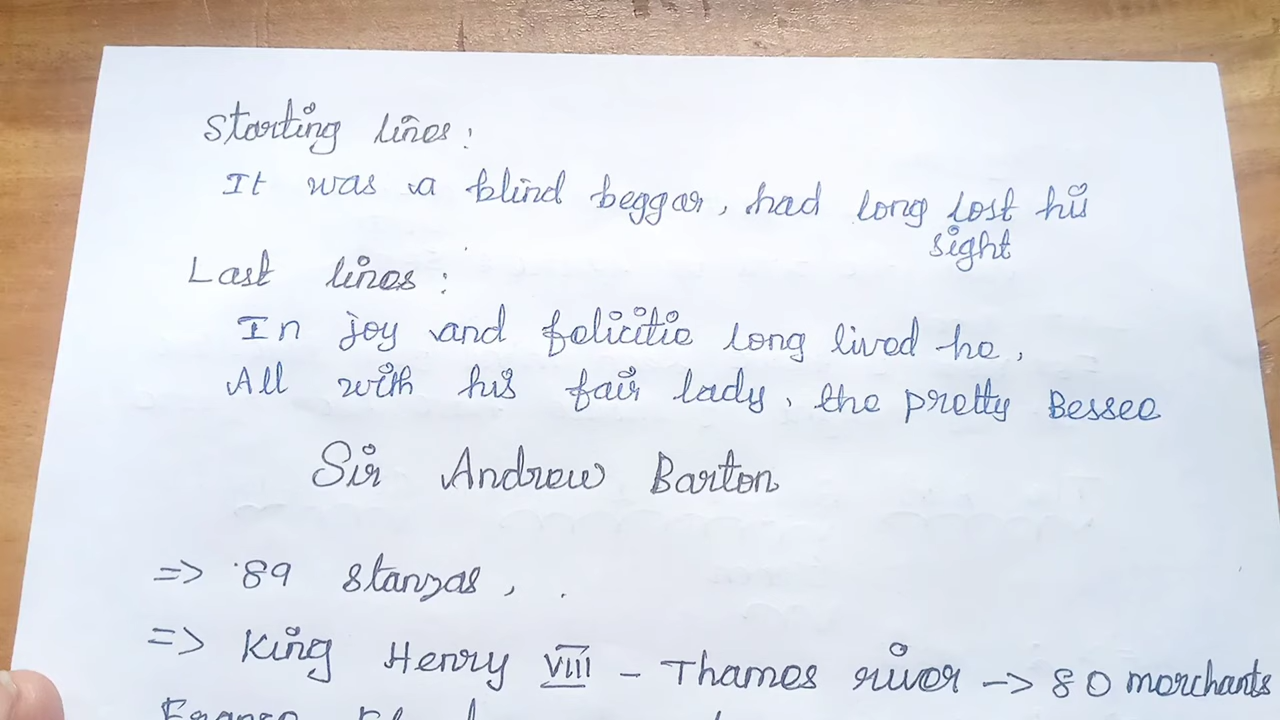 Starting lines:
It was a blind beggar, had long lost his
sight
Last lines:
In joy and felicitie long lived he,
All with his fair lady, the pretty Bessee
Sir Andrew Barton
=> 89 stanzas,
=> King Henry VIII - Thames river -> 80 merchants